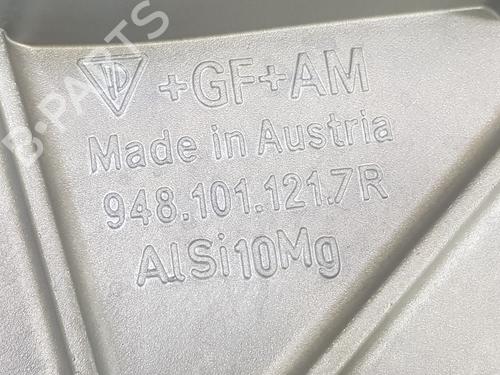 +GF+AM
Made in Austria
948.101.121.7R
AlSi10Mg
B-PARTS